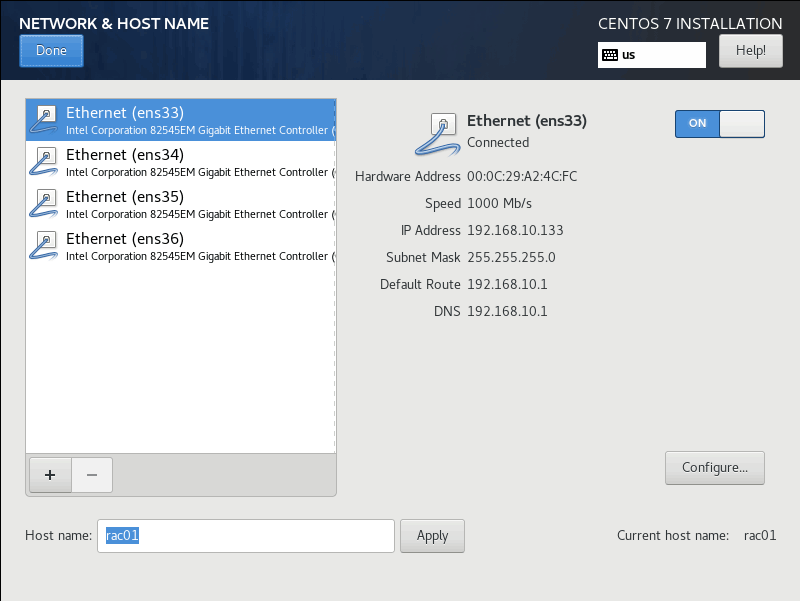 NETWORK & HOST NAME
CENTOS 7 INSTALLATION
Done
us
Help!
Ethernet (ens33)
Intel Corporation 82545EM Gigabit Ethernet Controller (
Ethernet (ens34)
Intel Corporation 82545EM Gigabit Ethernet Controller (
Ethernet (ens35)
Intel Corporation 82545EM Gigabit Ethernet Controller (
Ethernet (ens36)
Intel Corporation 82545EM Gigabit Ethernet Controller (
+ −
Ethernet (ens33)
Connected
ON
Hardware Address 00:0C:29:A2:4C:FC
Speed 1000 Mb/s
IP Address 192.168.10.133
Subnet Mask 255.255.255.0
Default Route 192.168.10.1
DNS 192.168.10.1
Configure...
Host name: rac01 Apply Current host name: rac01